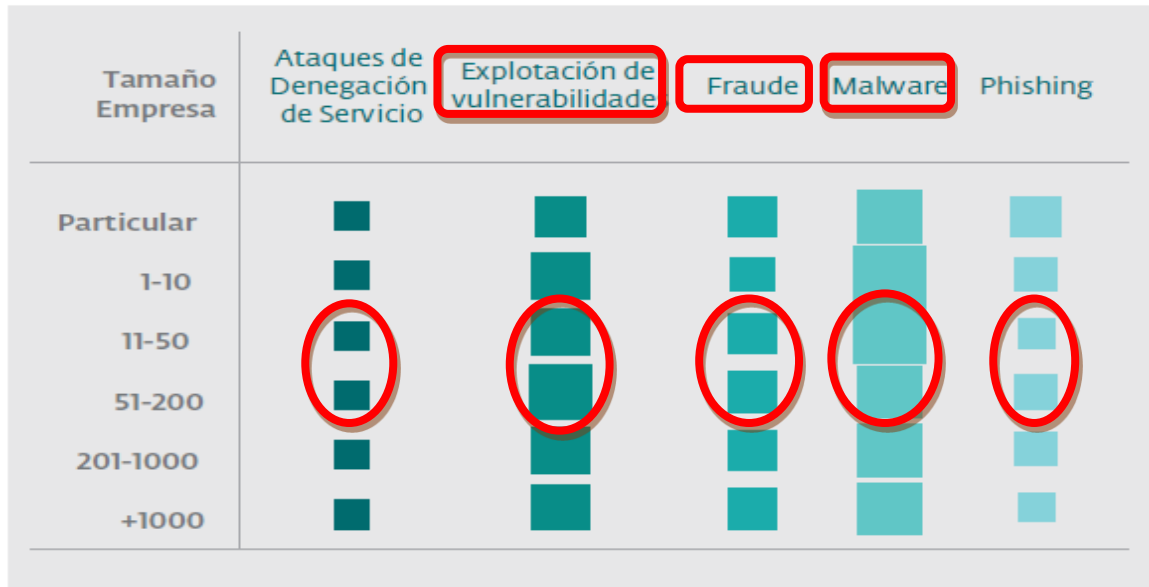 Tamaño
Empresa
Ataques de
Denegación
de Servicio
Explotación de
vulnerabilidades
Fraude
Malware
Phishing
Particular
1-10
11-50
51-200
201-1000
+1000